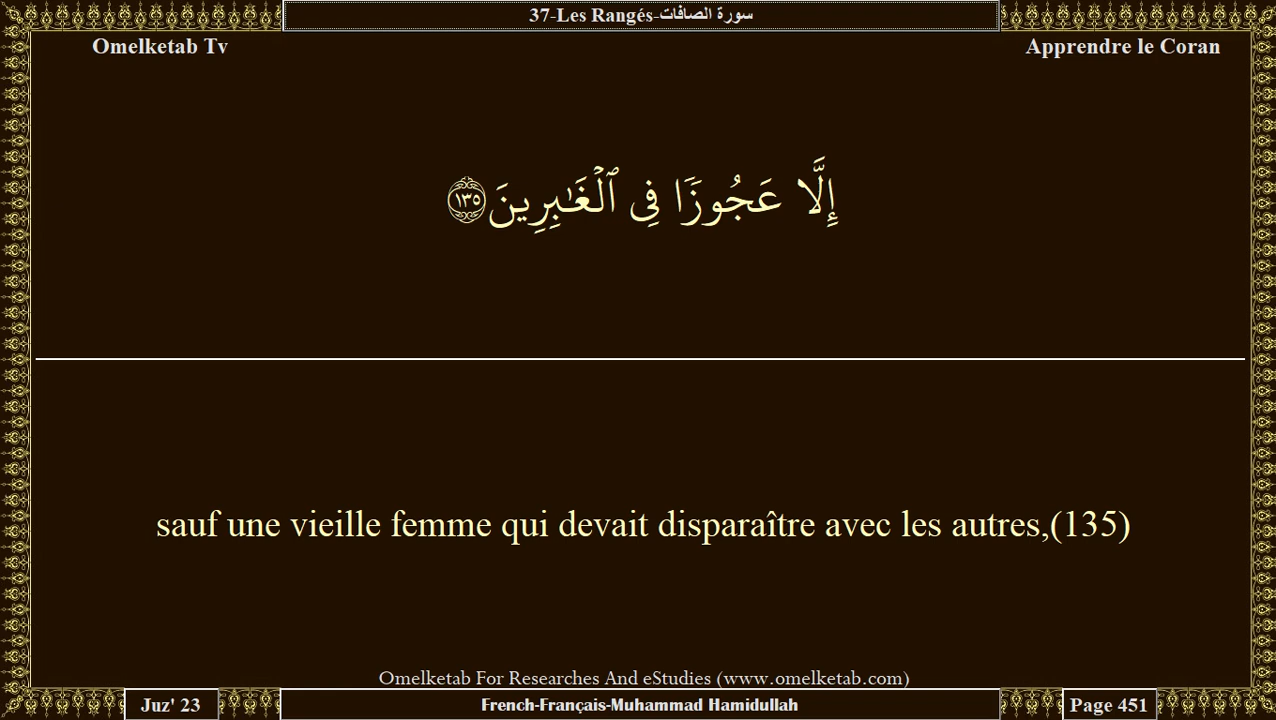 37-Les Rangés-سورة الصافات
Omelketab Tv
Apprendre le Coran
إِلَّا عَجُوزًا فِى ٱلْغَـٰبِرِينَ ١٣٥
sauf une vieille femme qui devait disparaître avec les autres,(135)
Omelketab For Researches And eStudies (www.omelketab.com)
Juz' 23
French-Français-Muhammad Hamidullah
Page 451